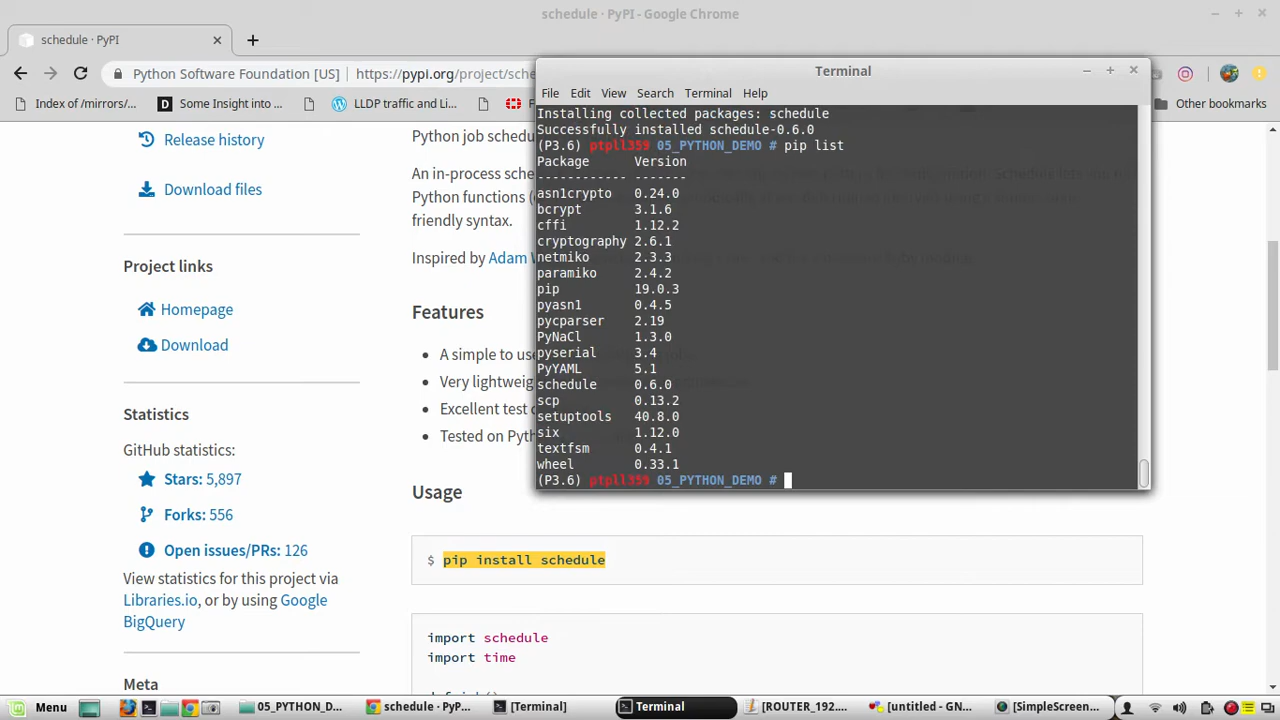 schedule · PyPI - Google Chrome
schedule · PyPI
Python Software Foundation [US]
https://pypi.org/project/sche
Index of /mirrors/...
Some Insight into...
LLDP traffic and Li...
Other bookmarks
Release history
Download files
Project links
Homepage
Download
Statistics
GitHub statistics:
Stars: 5,897
Forks: 556
Open issues/PRs: 126
View statistics for this project via
Libraries.io, or by using Google
BigQuery
Meta
Python job schedu
An in-process sche
Python functions (
friendly syntax.
Inspired by Adam W
Features
A simple to use
Very lightweig
Excellent test c
Tested on Pyth
Usage
$ pip install schedule
import schedule
import time
Terminal
File Edit View Search Terminal Help
Installing collected packages: schedule
Successfully installed schedule-0.6.0
(P3.6) ptpll359 05_PYTHON_DEMO # pip list
Package Version
------------ -------
asn1crypto 0.24.0
bcrypt 3.1.6
cffi 1.12.2
cryptography 2.6.1
netmiko 2.3.3
paramiko 2.4.2
pip 19.0.3
pyasn1 0.4.5
pycparser 2.19
PyNaCl 1.3.0
pyserial 3.4
PyYAML 5.1
schedule 0.6.0
scp 0.13.2
setuptools 40.8.0
six 1.12.0
textfsm 0.4.1
wheel 0.33.1
(P3.6) ptpll359 05_PYTHON_DEMO #
Menu
05_PYTHON_D...
schedule · PyP...
[Terminal]
Terminal
[ROUTER_192....
[untitled - GN...
[SimpleScreen...